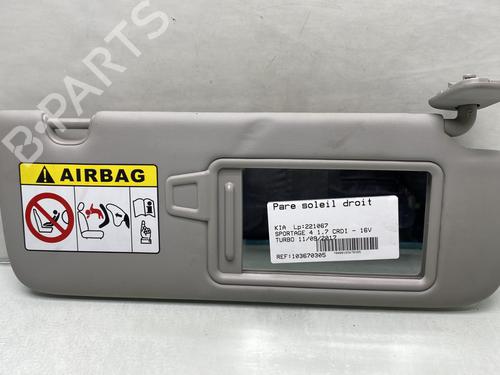 B-PARTS
AIRBAG
Pare soleil droit
KIA Lp:221067
SPORTAGE 4 1.7 CRDI - 16V
TURBO 11/09/2017
REF:103670305